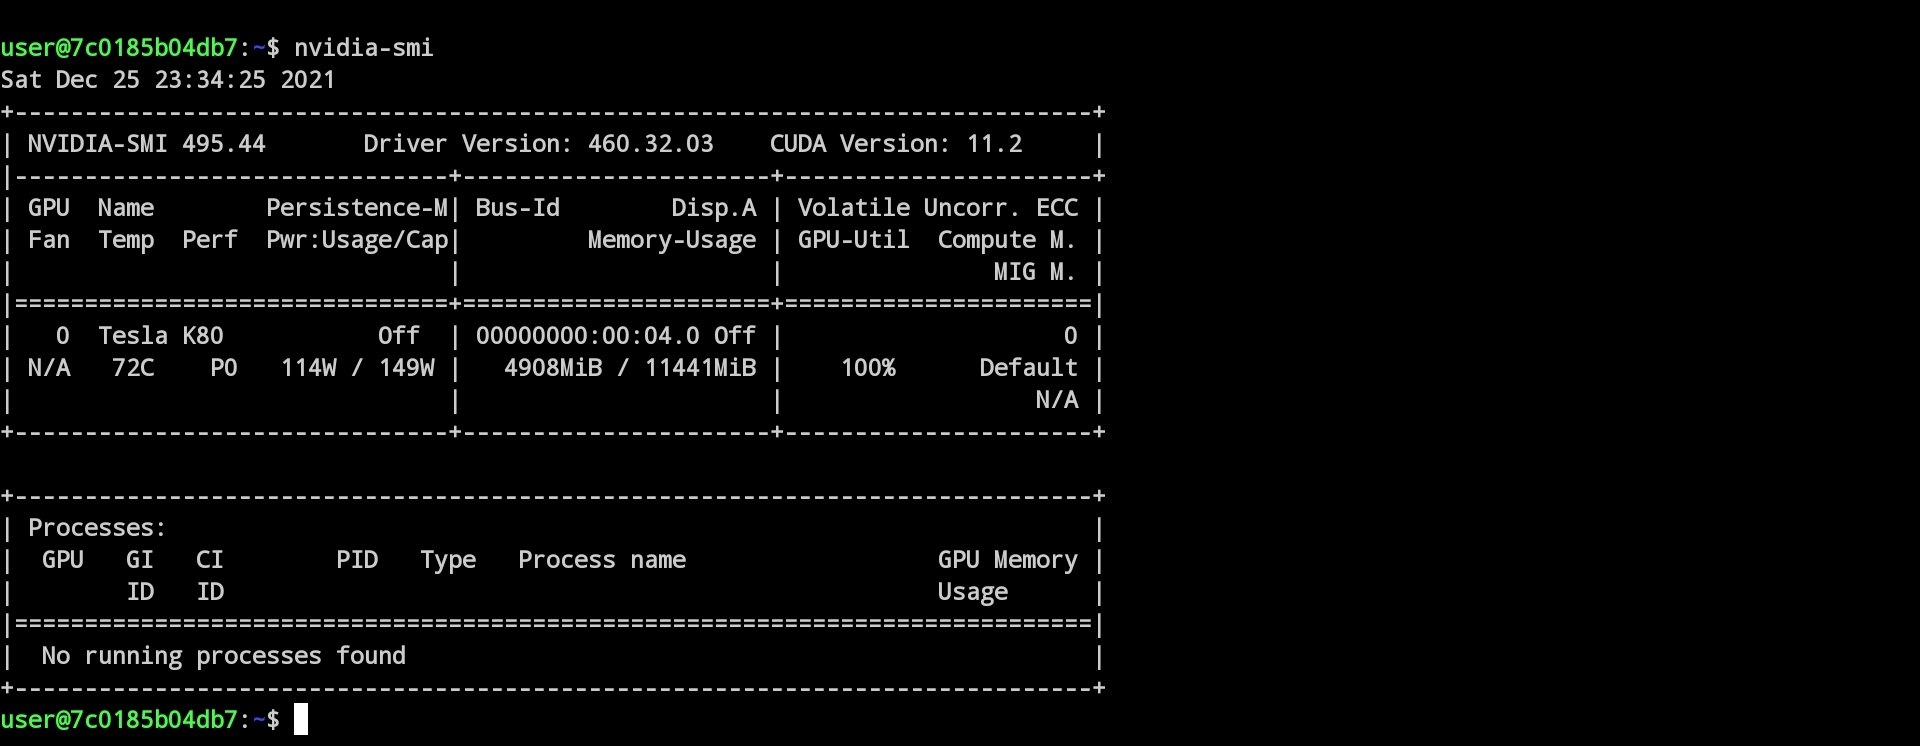 user@7c0185b04db7:~$ nvidia-smi
Sat Dec 25 23:34:25 2021
+-----------------------------------------------------------------------------+
| NVIDIA-SMI 495.44       Driver Version: 460.32.03    CUDA Version: 11.2     |
|-------------------------------+----------------------+----------------------+
| GPU  Name        Persistence-M| Bus-Id        Disp.A | Volatile Uncorr. ECC |
| Fan  Temp  Perf  Pwr:Usage/Cap|         Memory-Usage | GPU-Util  Compute M. |
|                               |                      |               MIG M. |
|===============================+======================+======================|
|   0  Tesla K80           Off  | 00000000:00:04.0 Off |                    0 |
| N/A   72C    P0   114W / 149W |   4908MiB / 11441MiB |    100%      Default |
|                               |                      |                  N/A |
+-------------------------------+----------------------+----------------------+

+-----------------------------------------------------------------------------+
| Processes:                                                                  |
|  GPU   GI   CI        PID   Type   Process name                  GPU Memory |
|        ID   ID                                                   Usage      |
|=============================================================================|
|  No running processes found                                                 |
+-----------------------------------------------------------------------------+
user@7c0185b04db7:~$